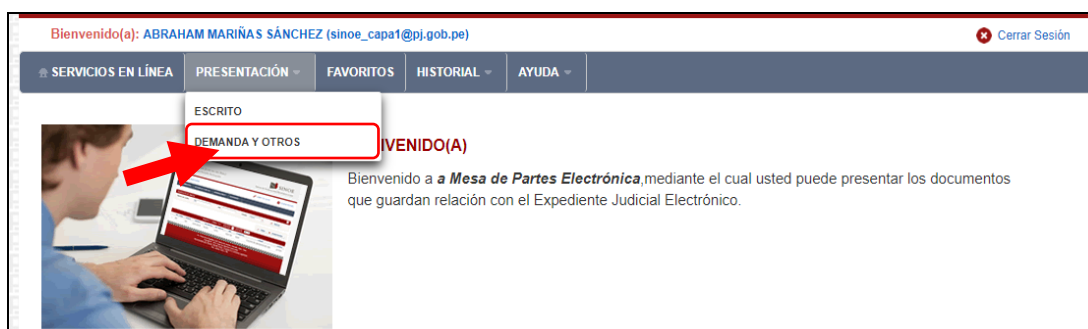 Bienvenido(a): ABRAHAM MARIÑAS SÁNCHEZ (sinoe_capa1@pj.gob.pe)
Cerrar Sesión
SERVICIOS EN LÍNEA
PRESENTACIÓN
FAVORITOS
HISTORIAL
AYUDA
ESCRITO
DEMANDA Y OTROS
VENIDO(A)
Bienvenido a a Mesa de Partes Electrónica,mediante el cual usted puede presentar los documentos
que guardan relación con el Expediente Judicial Electrónico.